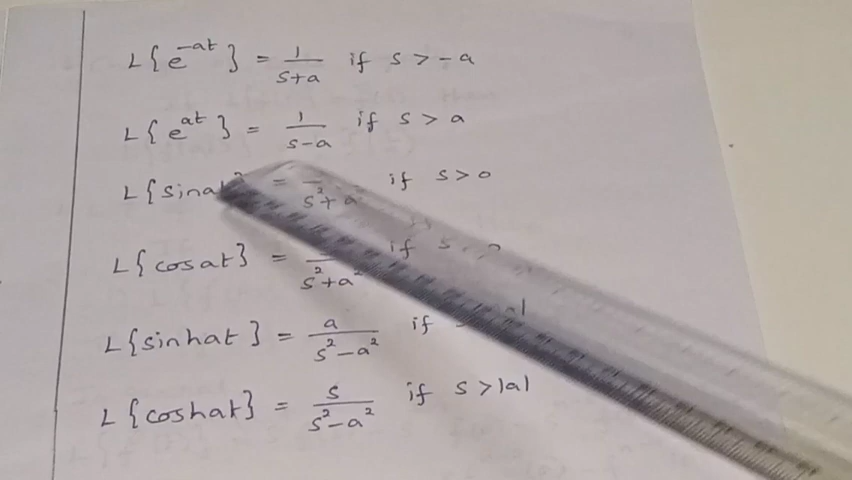 L{e^-at} = 1/(s+a) if s > -a
L{e^at} = 1/(s-a) if s > a
L{sinat} = /(s²+a²) if s>0
L{cosat} = /(s²+a²) if s
L{sinhat} = a/(s²-a²) if
L{coshat} = s/(s²-a²) if s>|a|